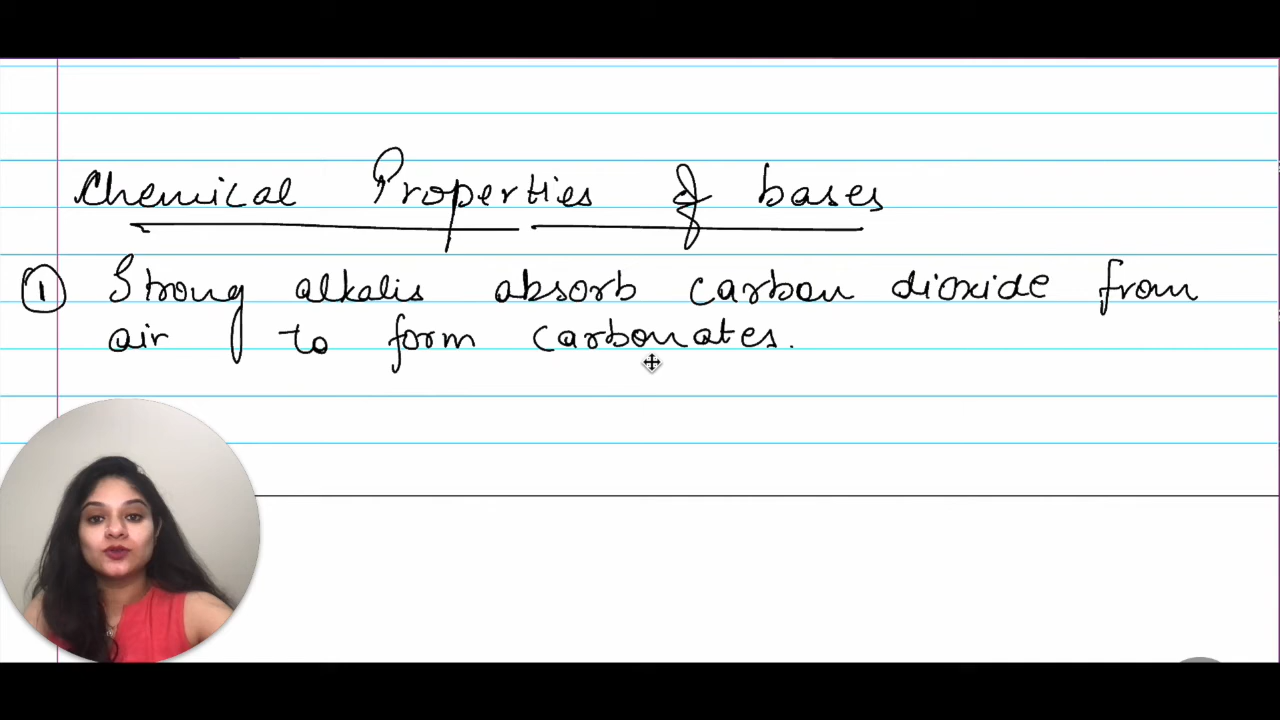 Chemical Properties of bases
① Strong alkalis absorb carbon dioxide from
air to form carbonates.